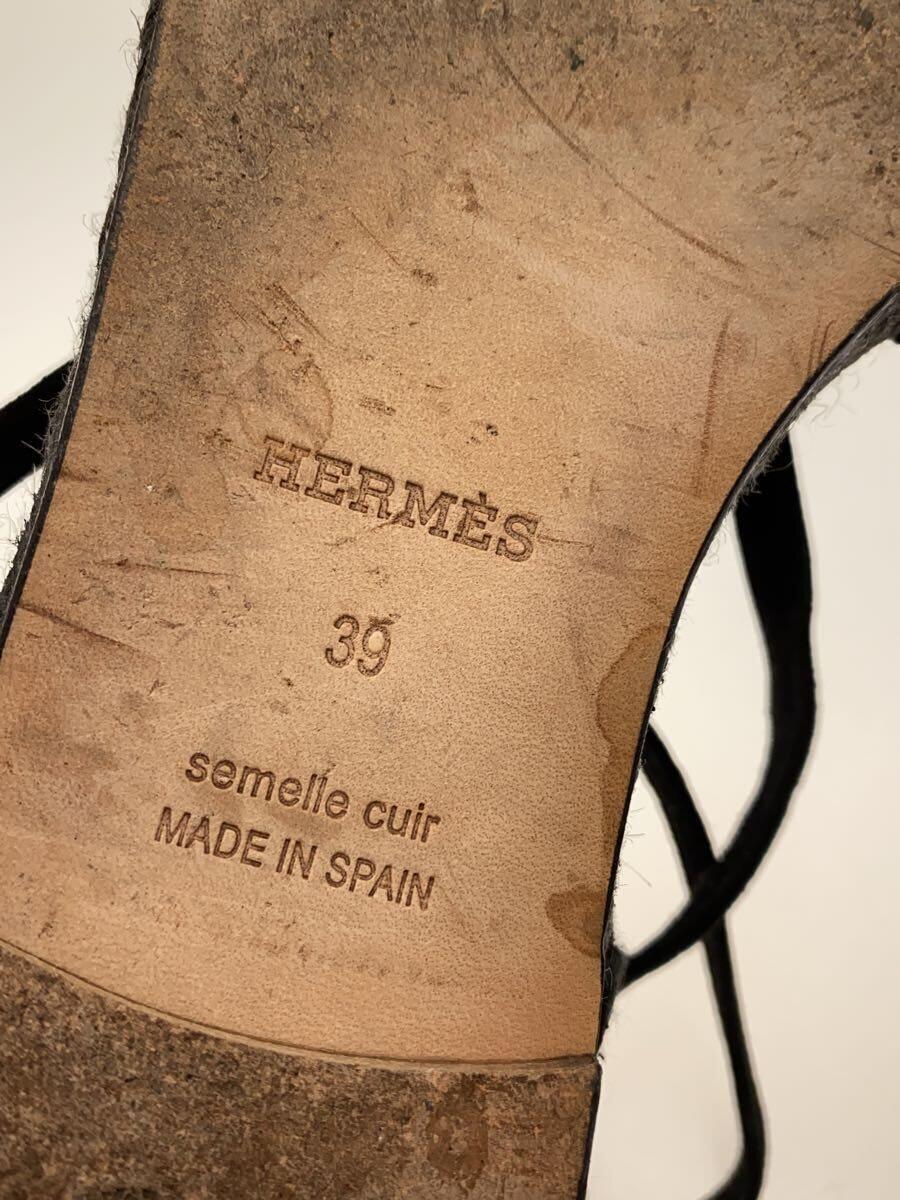 HERMÈS
39
semelle cuir
MADE IN SPAIN